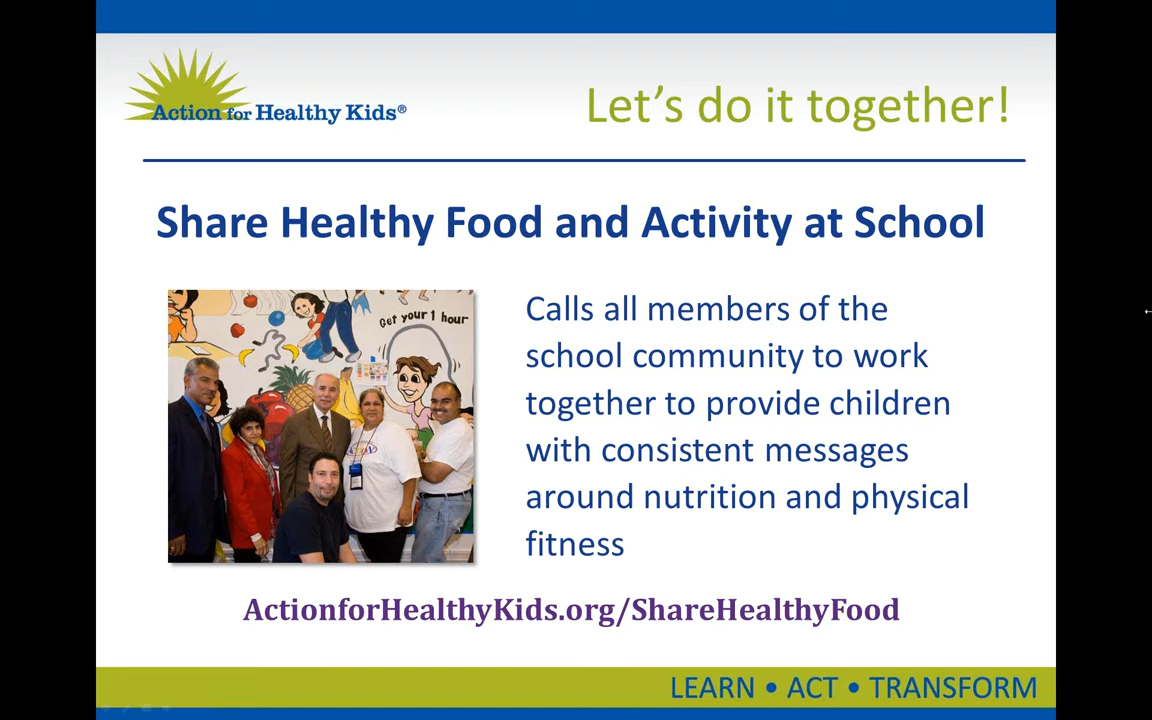 Action for Healthy Kids®
Let's do it together!
Share Healthy Food and Activity at School
Get your 1 hour
Calls all members of the
school community to work
together to provide children
with consistent messages
around nutrition and physical
fitness
ActionforHealthyKids.org/ShareHealthyFood
LEARN • ACT • TRANSFORM